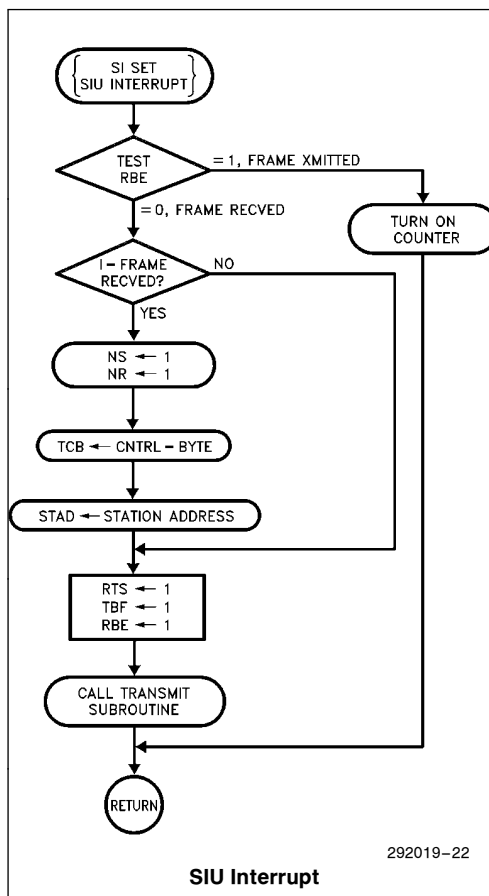 SI SET
SIU INTERRUPT
TEST
RBE
= 1, FRAME XMITTED
= 0, FRAME RECVED
TURN ON
COUNTER
I – FRAME
RECVED?
NO
YES
NS ← 1
NR ← 1
TCB ← CNTRL – BYTE
STAD ← STATION ADDRESS
RTS ← 1
TBF ← 1
RBE ← 1
CALL TRANSMIT
SUBROUTINE
RETURN
292019–22
SIU Interrupt